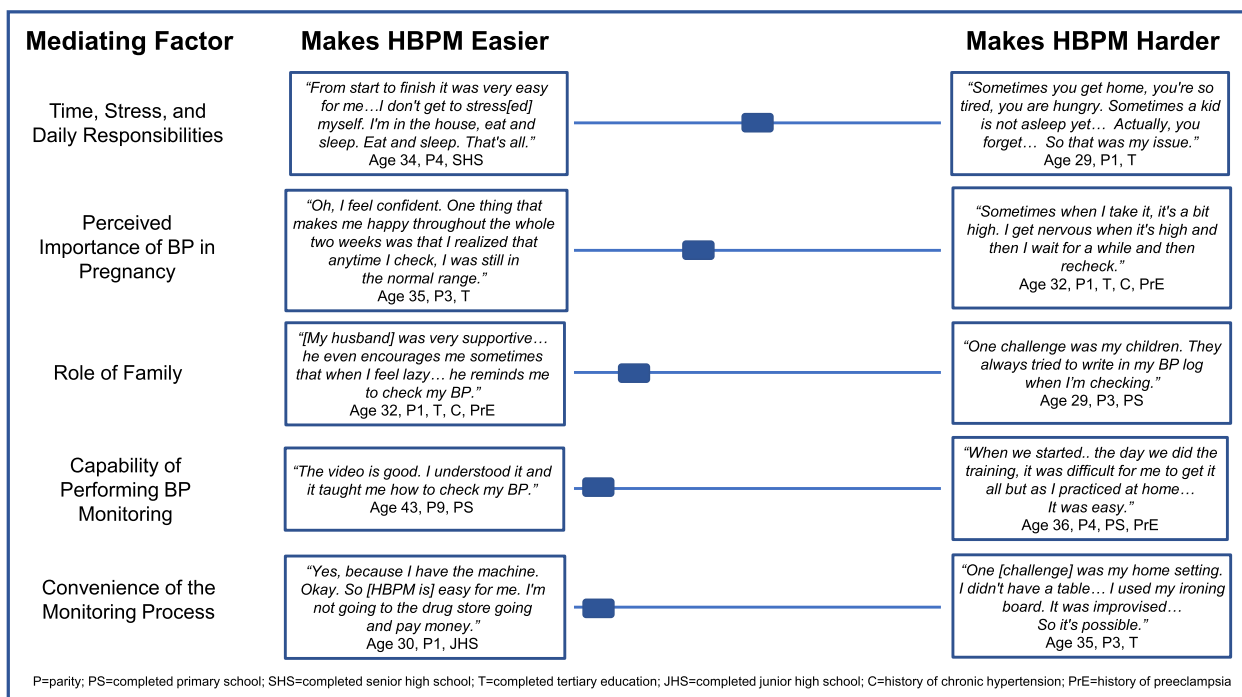 Mediating Factor
Makes HBPM Easier
Makes HBPM Harder
Time, Stress, and
Daily Responsibilities
“From start to finish it was very easy
for me…I don't get to stress[ed]
myself. I'm in the house, eat and
sleep. Eat and sleep. That's all.”
Age 34, P4, SHS
“Sometimes you get home, you're so
tired, you are hungry. Sometimes a kid
is not asleep yet… Actually, you
forget… So that was my issue.”
Age 29, P1, T
Perceived
Importance of BP in
Pregnancy
“Oh, I feel confident. One thing that
makes me happy throughout the whole
two weeks was that I realized that
anytime I check, I was still in
the normal range.”
Age 35, P3, T
“Sometimes when I take it, it's a bit
high. I get nervous when it's high and
then I wait for a while and then
recheck.”
Age 32, P1, T, C, PrE
Role of Family
“[My husband] was very supportive…
he even encourages me sometimes
that when I feel lazy… he reminds me
to check my BP.”
Age 32, P1, T, C, PrE
“One challenge was my children. They
always tried to write in my BP log
when I’m checking.”
Age 29, P3, PS
Capability of
Performing BP
Monitoring
“The video is good. I understood it and
it taught me how to check my BP.”
Age 43, P9, PS
“When we started.. the day we did the
training, it was difficult for me to get it
all but as I practiced at home…
It was easy.”
Age 36, P4, PS, PrE
Convenience of the
Monitoring Process
“Yes, because I have the machine.
Okay. So [HBPM is] easy for me. I'm
not going to the drug store going
and pay money.”
Age 30, P1, JHS
“One [challenge] was my home setting.
I didn't have a table… I used my ironing
board. It was improvised…
So it's possible.”
Age 35, P3, T
P=parity; PS=completed primary school; SHS=completed senior high school; T=completed tertiary education; JHS=completed junior high school; C=history of chronic hypertension; PrE=history of preeclampsia